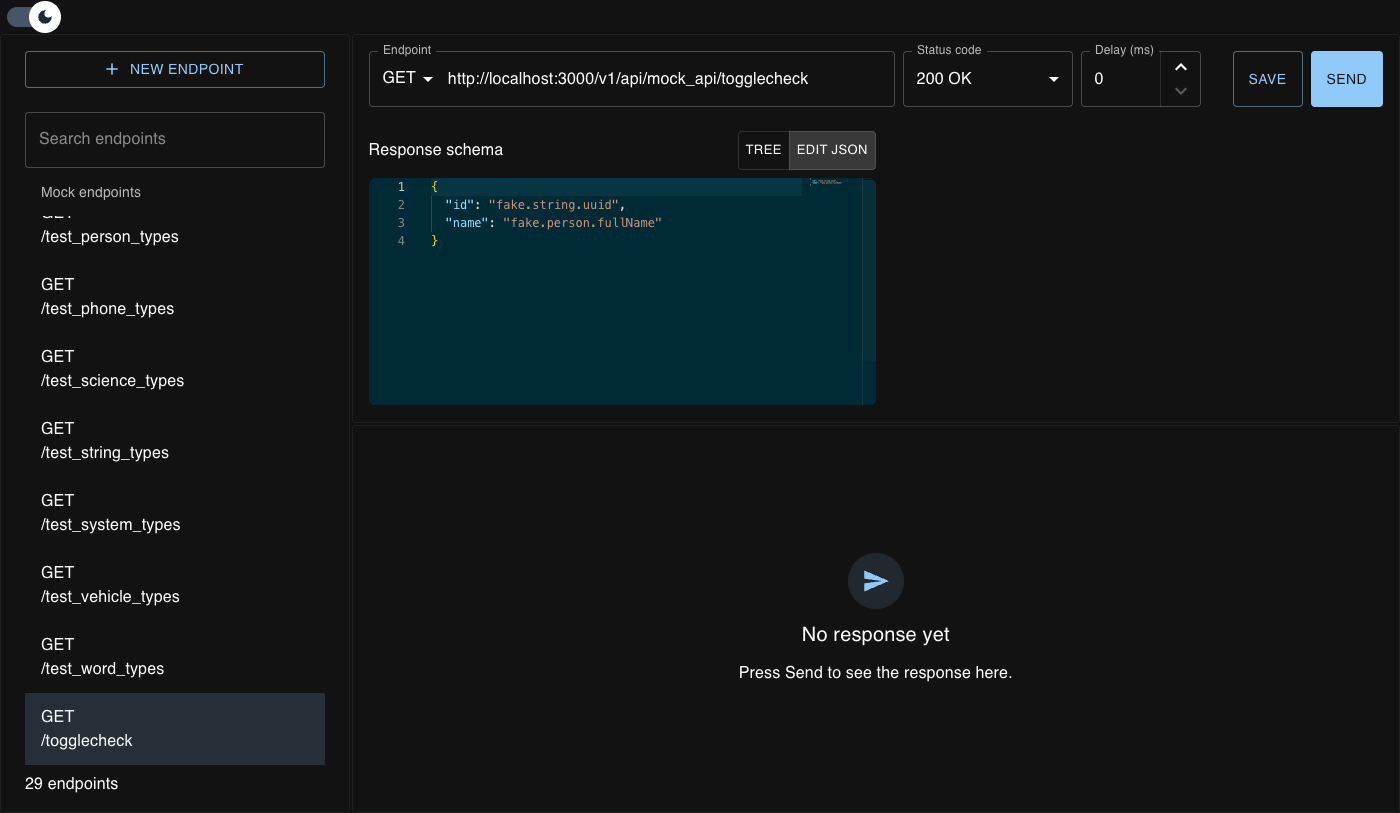 NEW ENDPOINT
Search endpoints
Mock endpoints
/test_person_types
GET
/test_phone_types
GET
/test_science_types
GET
/test_string_types
GET
/test_system_types
GET
/test_vehicle_types
GET
/test_word_types
GET
/togglecheck
29 endpoints
Endpoint
GET http://localhost:3000/v1/api/mock_api/togglecheck
Status code
200 OK
Delay (ms)
0
SAVE
SEND
Response schema
TREE
EDIT JSON
1 {
2 "id": "fake.string.uuid",
3 "name": "fake.person.fullName"
4 }
No response yet
Press Send to see the response here.